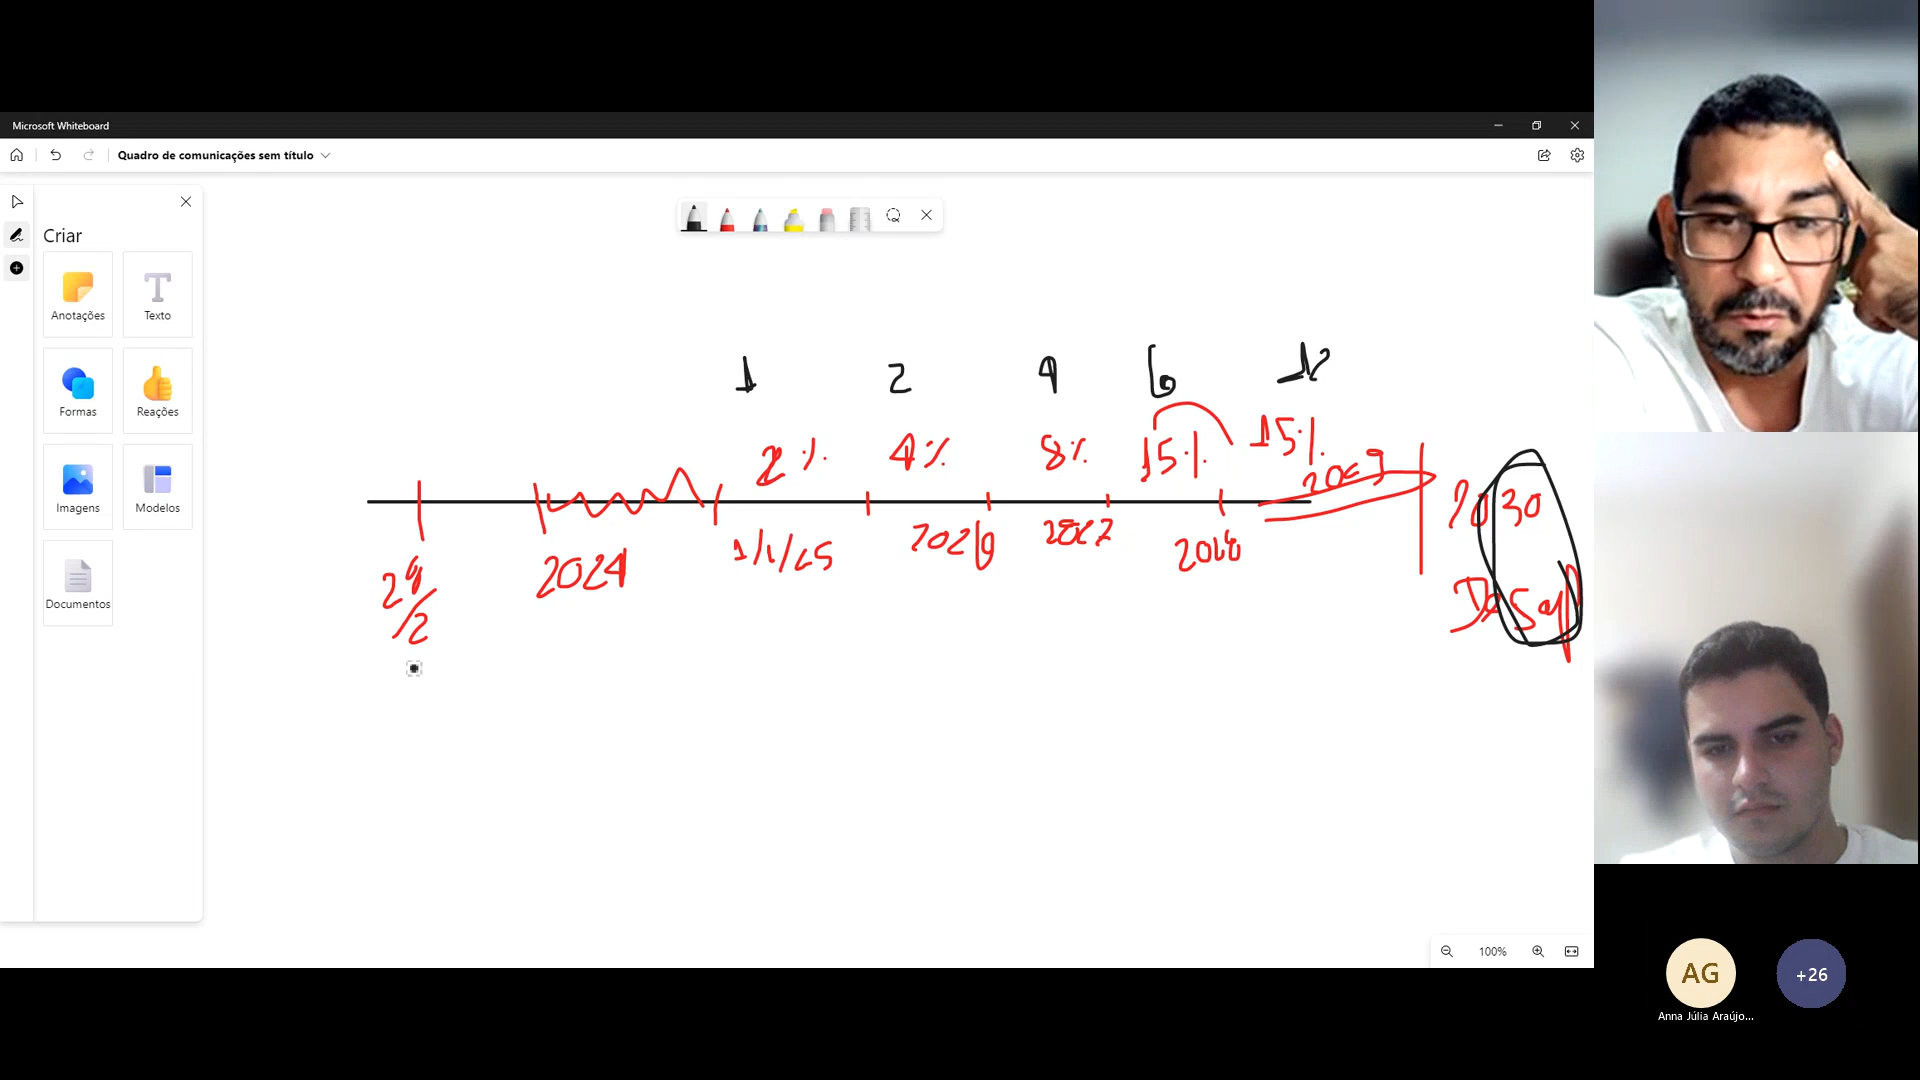 Microsoft Whiteboard
Quadro de comunicações sem título
Criar
Anotações
Texto
Formas
Reações
Imagens
Modelos
Documentos
1 2 4 6 12
2% 4% 8% 15% 15%
2029
2030
28/2
2024
1/1/25
2026
2027
2028
100%
AG
+26
Anna Júlia Araújo...